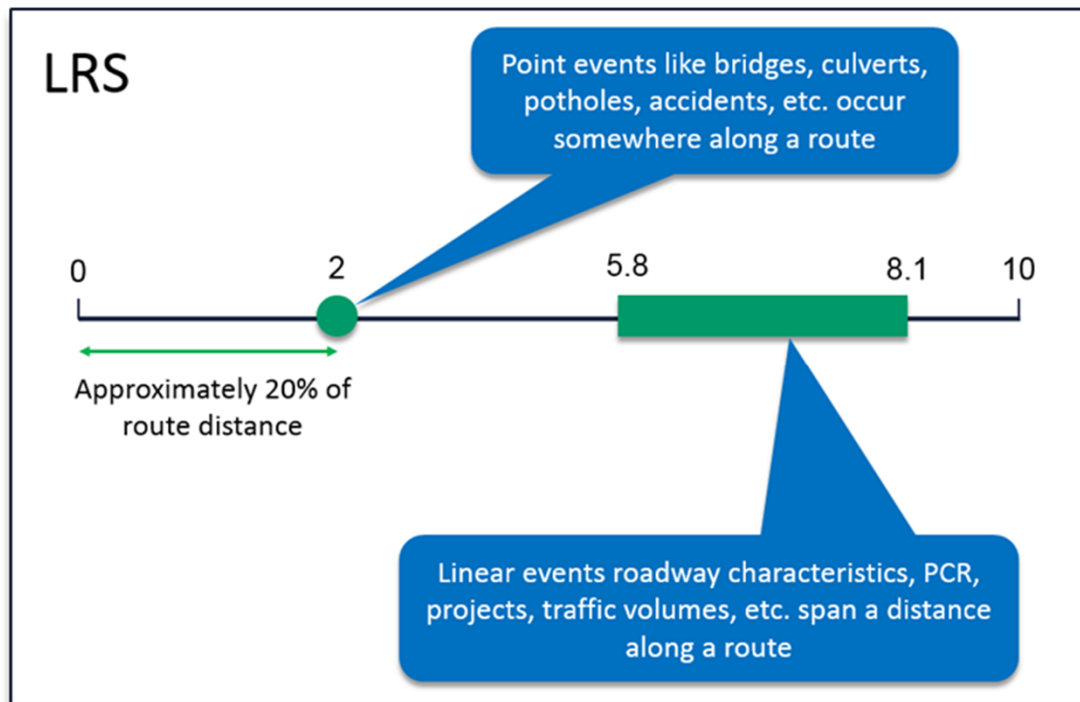 LRS
Point events like bridges, culverts,
potholes, accidents, etc. occur
somewhere along a route
0
2
5.8
8.1
10
Approximately 20% of
route distance
Linear events roadway characteristics, PCR,
projects, traffic volumes, etc. span a distance
along a route